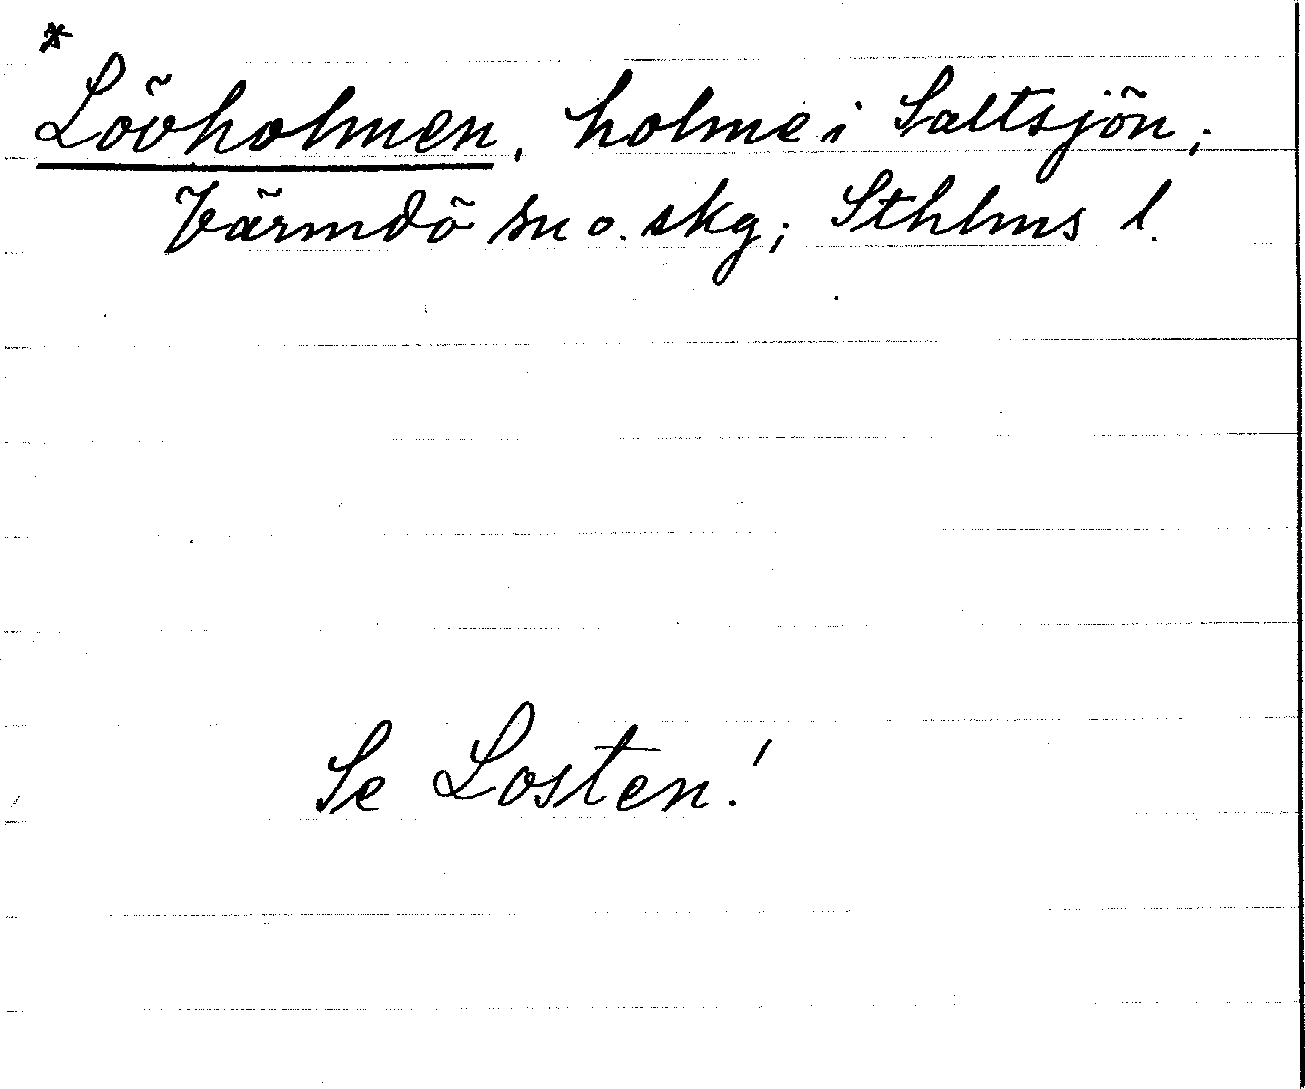 *
Lövholmen, holme i Saltsjön;
Värmdö sn o. skg; Sthlms l.
Se Losten!